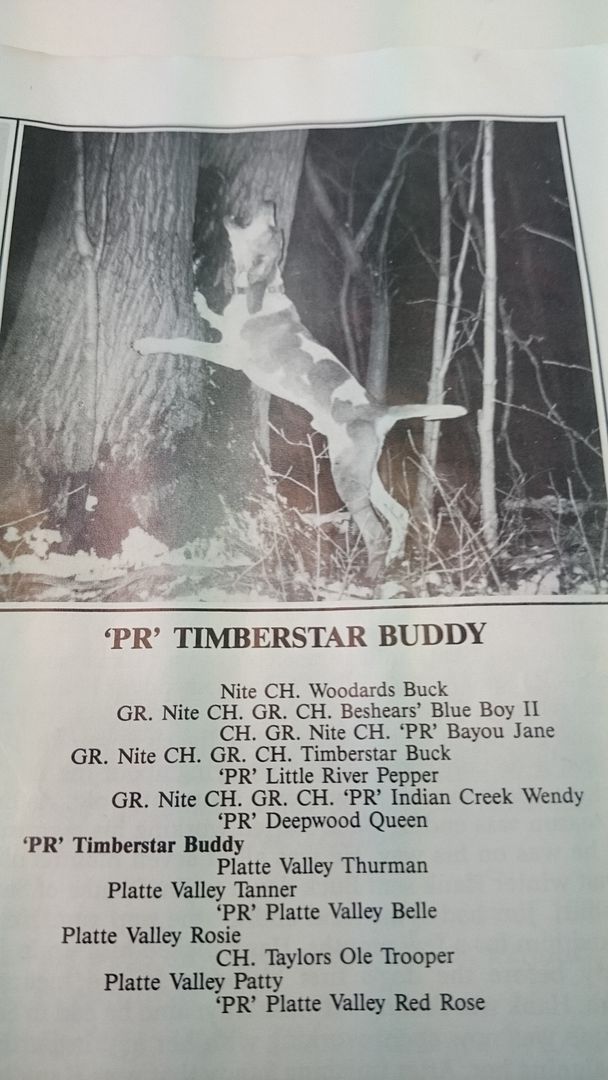 ‘PR’ TIMBERSTAR BUDDY
Nite CH. Woodards Buck
GR. Nite CH. GR. CH. Beshears’ Blue Boy II
CH. GR. Nite CH. ‘PR’ Bayou Jane
GR. Nite CH. GR. CH. Timberstar Buck
‘PR’ Little River Pepper
GR. Nite CH. GR. CH. ‘PR’ Indian Creek Wendy
‘PR’ Deepwood Queen
‘PR’ Timberstar Buddy
Platte Valley Thurman
Platte Valley Tanner
‘PR’ Platte Valley Belle
Platte Valley Rosie
CH. Taylors Ole Trooper
Platte Valley Patty
‘PR’ Platte Valley Red Rose